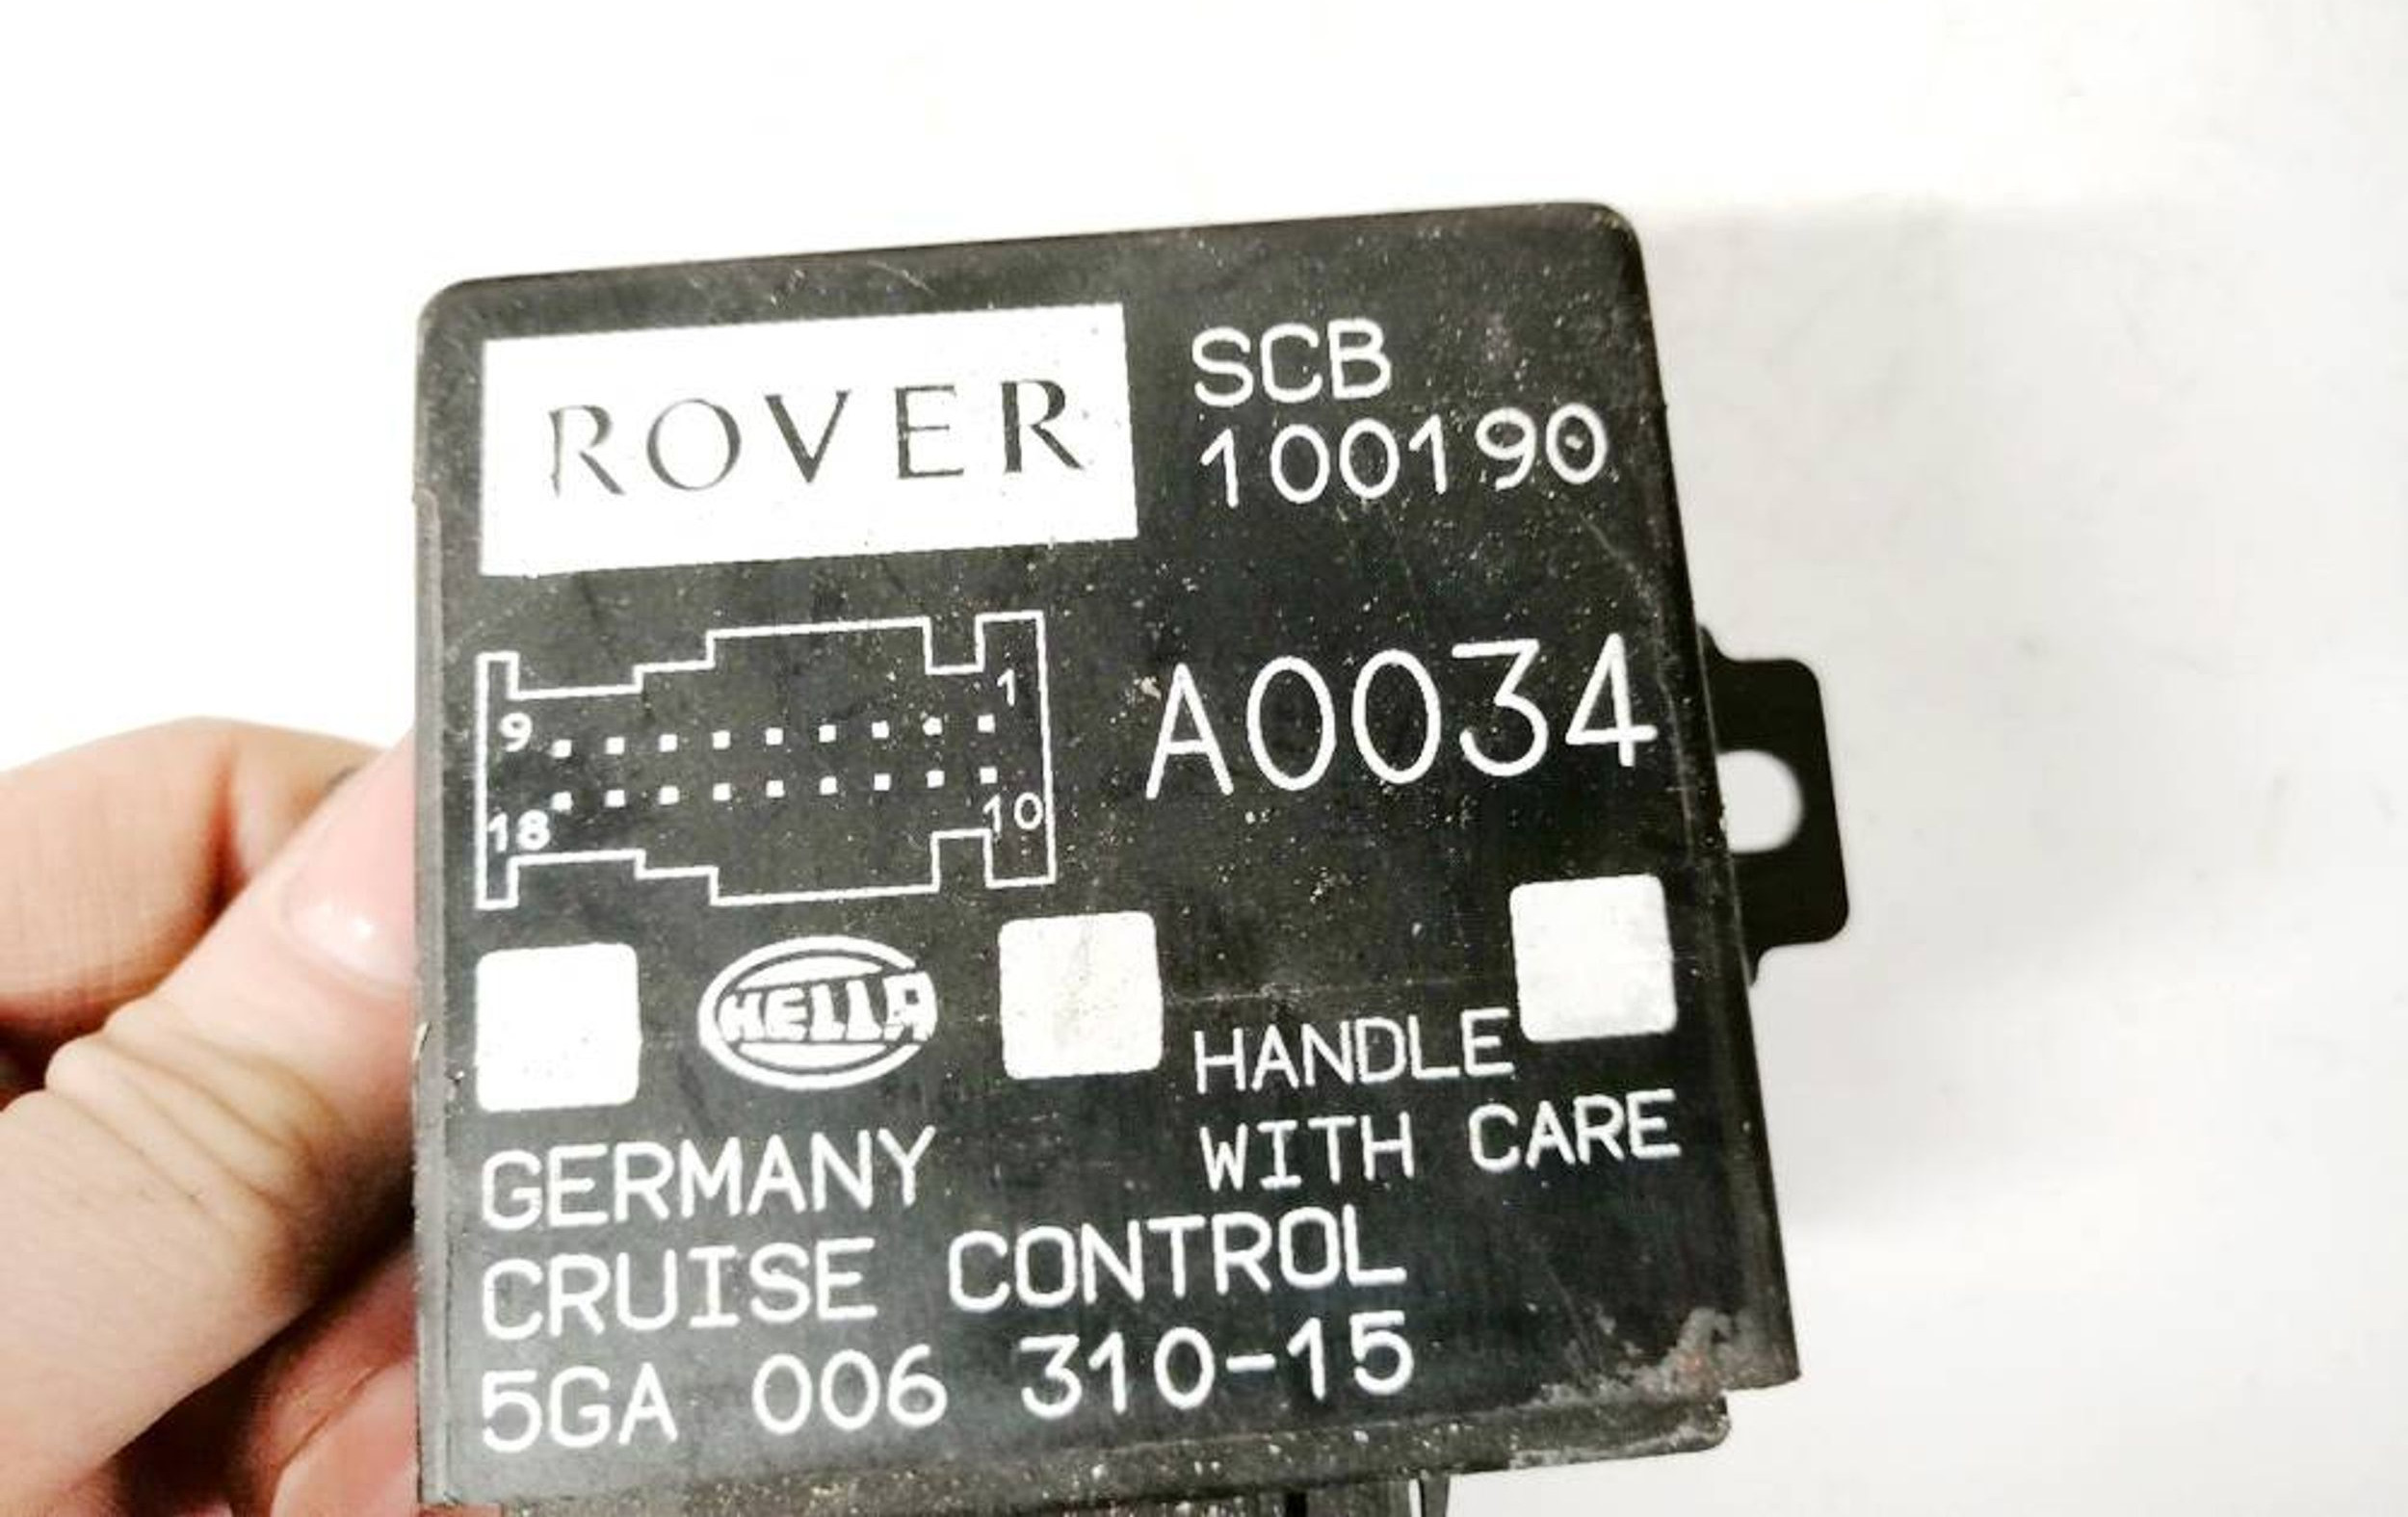 ROVER
SCB
100190
A0034
1
9
18
10
HELLA
HANDLE
WITH CARE
GERMANY
CRUISE CONTROL
5GA 006 310-15